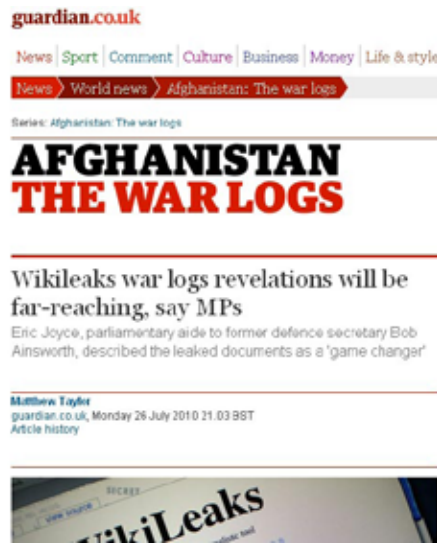 guardian.co.uk
News Sport Comment Culture Business Money Life & style
News World news Afghanistan: The war logs
Series: Afghanistan: The war logs
AFGHANISTAN
THE WAR LOGS
Wikileaks war logs revelations will be
far-reaching, say MPs
Eric Joyce, parliamentary aide to former defence secretary Bob
Ainsworth, described the leaked documents as a 'game changer'
Matthew Taylor
guardian.co.uk, Monday 26 July 2010 21.03 BST
Article history
SECRET
view source
WikiLeaks